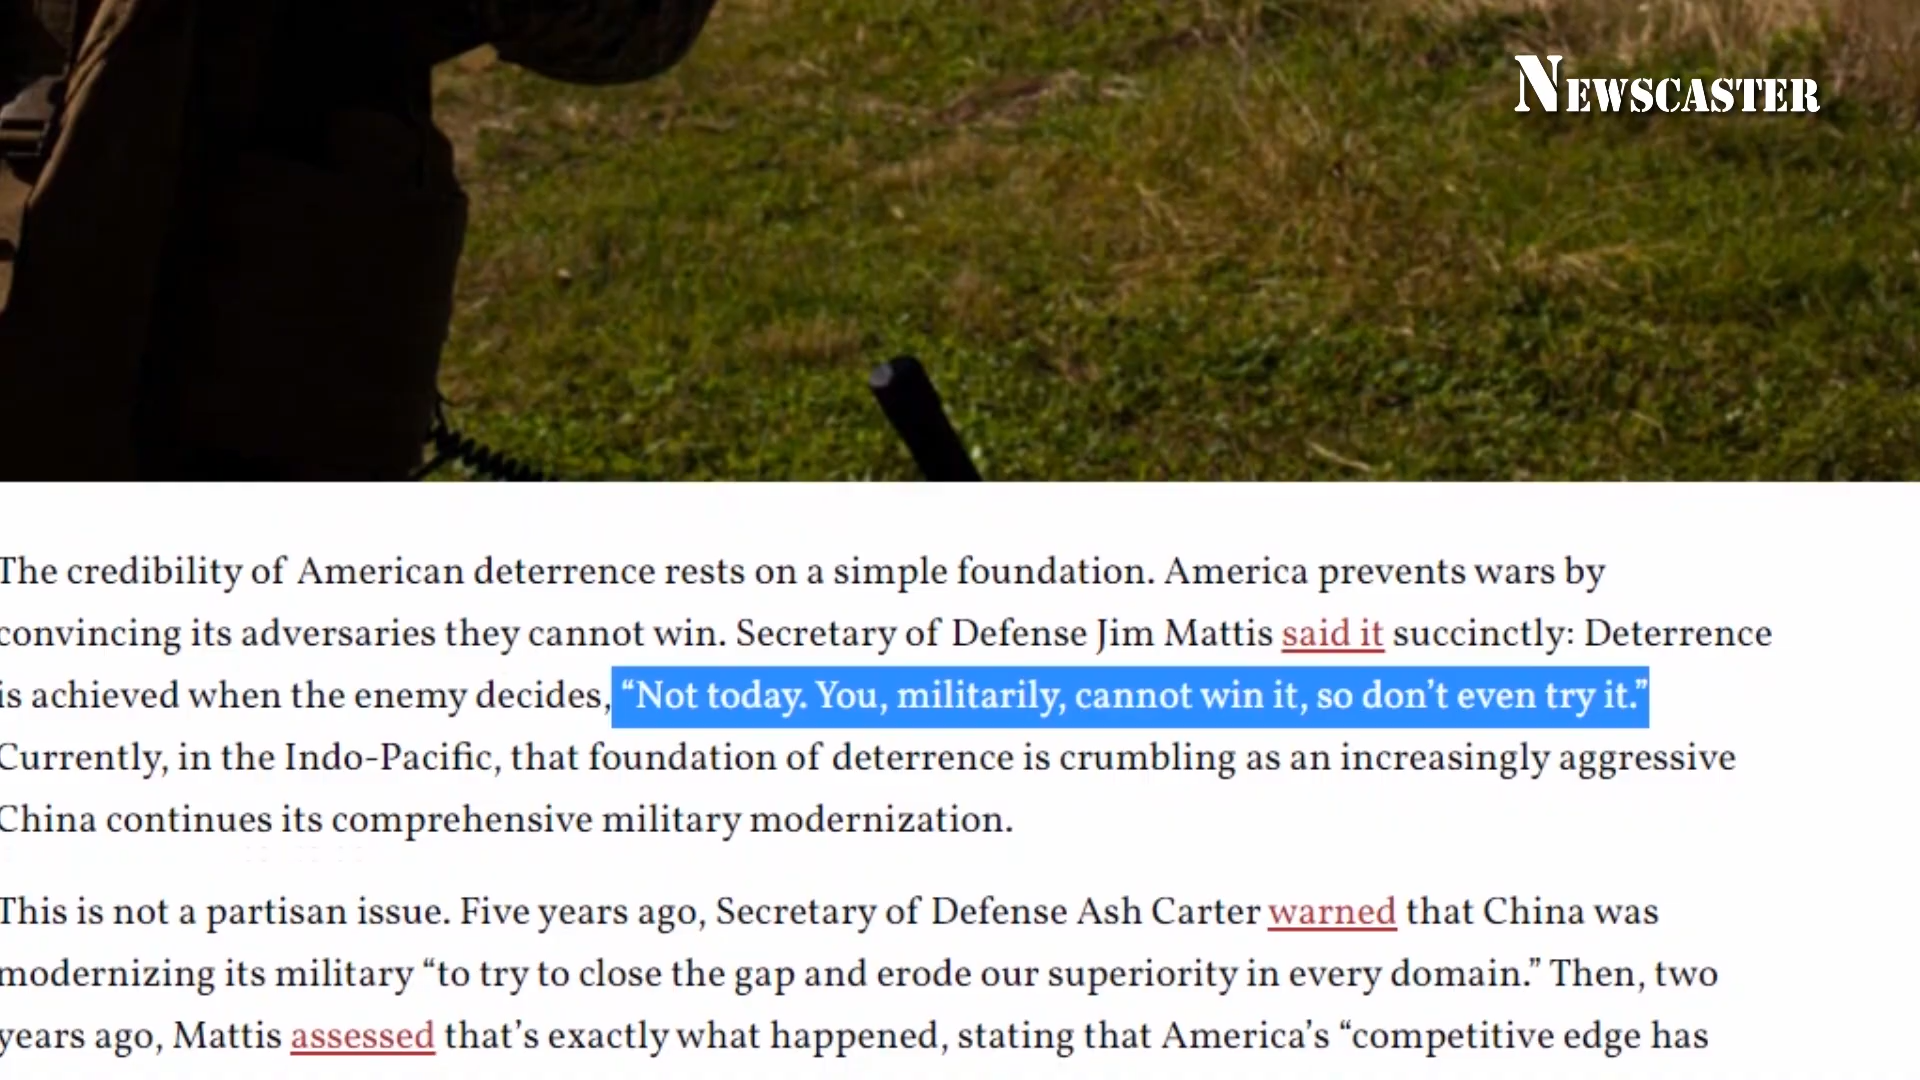 NEWSCASTER
The credibility of American deterrence rests on a simple foundation. America prevents wars by
convincing its adversaries they cannot win. Secretary of Defense Jim Mattis said it succinctly: Deterrence
is achieved when the enemy decides, “Not today. You, militarily, cannot win it, so don’t even try it.”
Currently, in the Indo-Pacific, that foundation of deterrence is crumbling as an increasingly aggressive
China continues its comprehensive military modernization.
This is not a partisan issue. Five years ago, Secretary of Defense Ash Carter warned that China was
modernizing its military “to try to close the gap and erode our superiority in every domain.” Then, two
years ago, Mattis assessed that’s exactly what happened, stating that America’s “competitive edge has